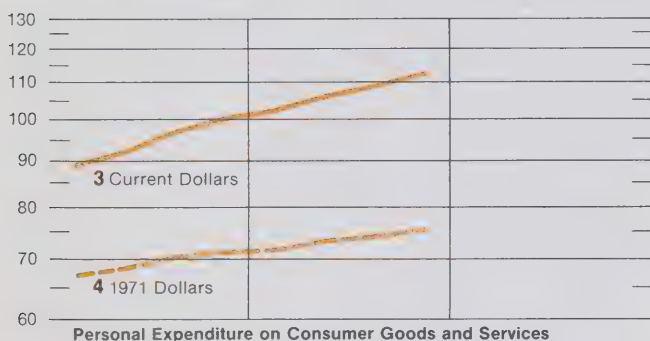 130
120
110
100
90
3 Current Dollars
80
70
4 1971 Dollars
60
Personal Expenditure on Consumer Goods and Services